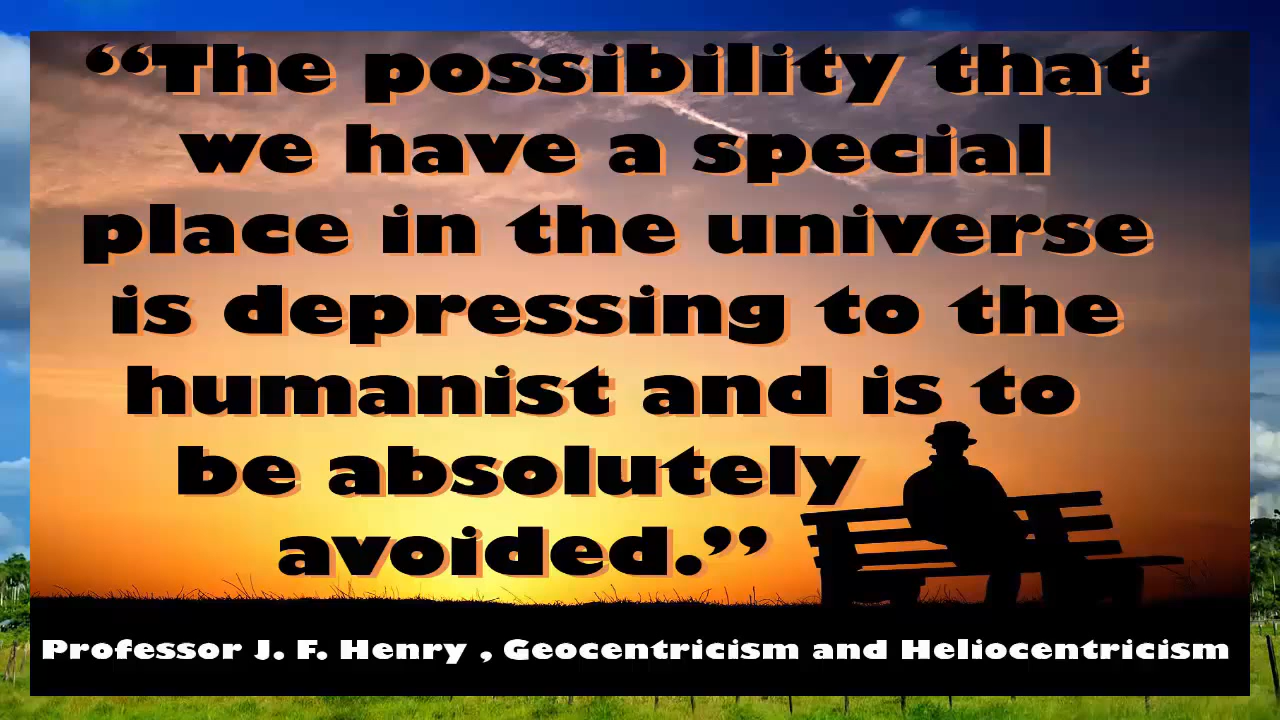 “The possibility that
we have a special
place in the universe
is depressing to the
humanist and is to
be absolutely
avoided.”
Professor J. F. Henry , Geocentricism and Heliocentricism